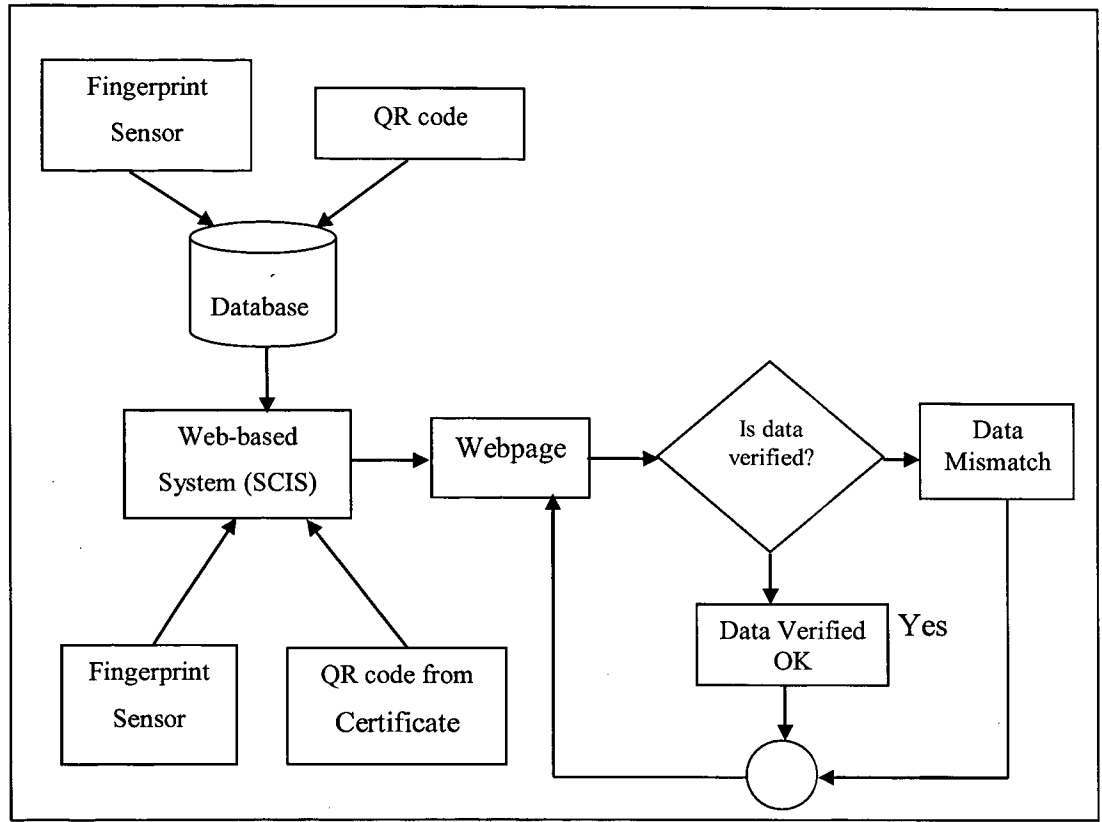 Fingerprint
Sensor
QR code
Database
Web-based
System (SCIS)
Webpage
Is data
verified?
Data
Mismatch
Data Verified
OK
Yes
Fingerprint
Sensor
QR code from
Certificate